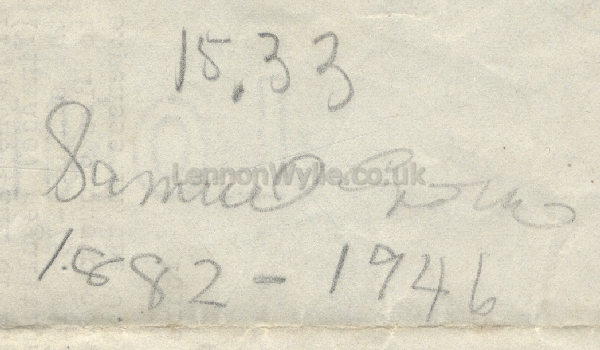 15,33
Samuel
LennonWylie.co.uk
1882 - 1946